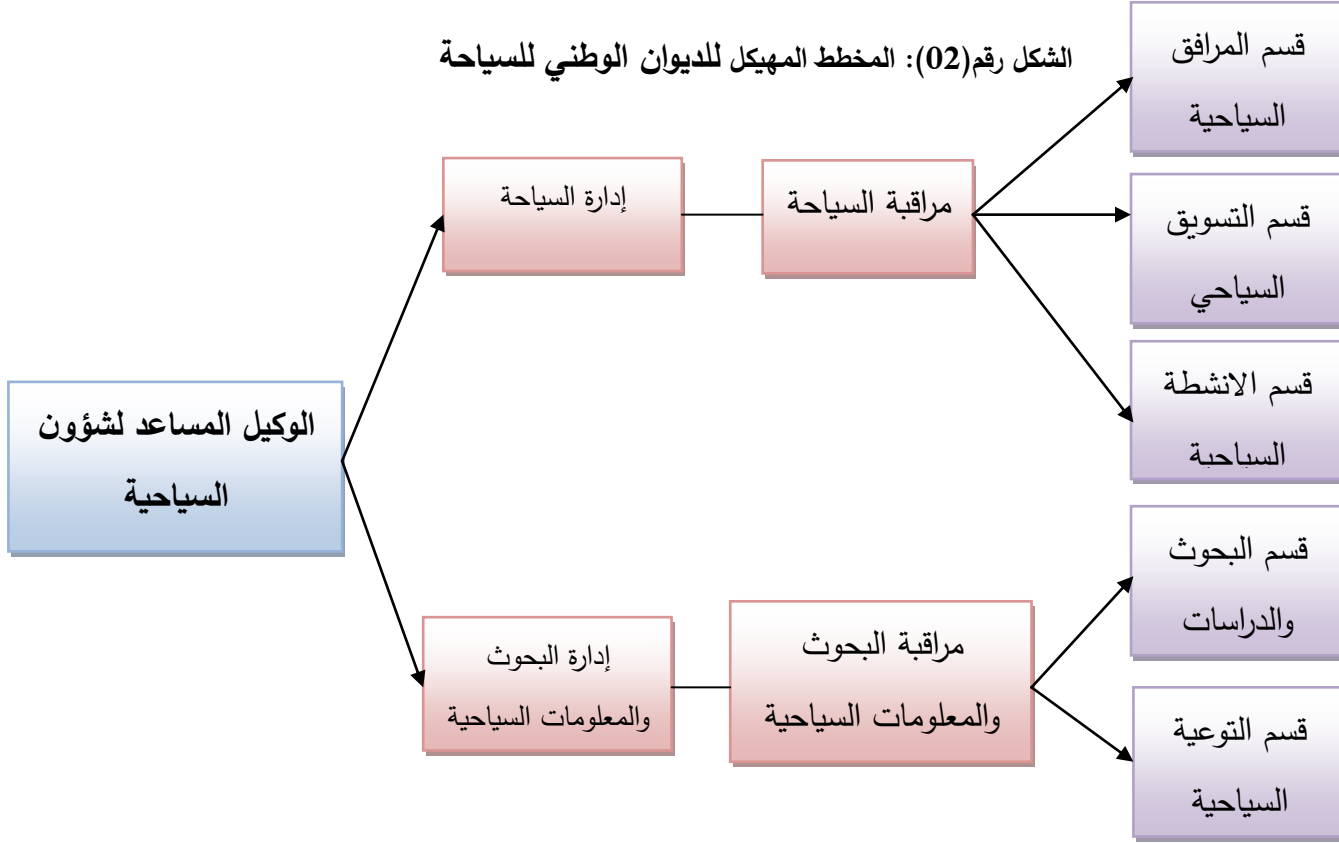 الشكل رقم(02): المخطط المهيكل للديوان الوطني للسياحة
الوكيل المساعد لشؤون
السياحية
إدارة السياحة
مراقبة السياحة
قسم المرافق
السياحية
قسم التسويق
السياحي
قسم الانشطة
السياحية
إدارة البحوث
والمعلومات السياحية
مراقبة البحوث
والمعلومات السياحية
قسم البحوث
والدراسات
قسم التوعية
السياحية